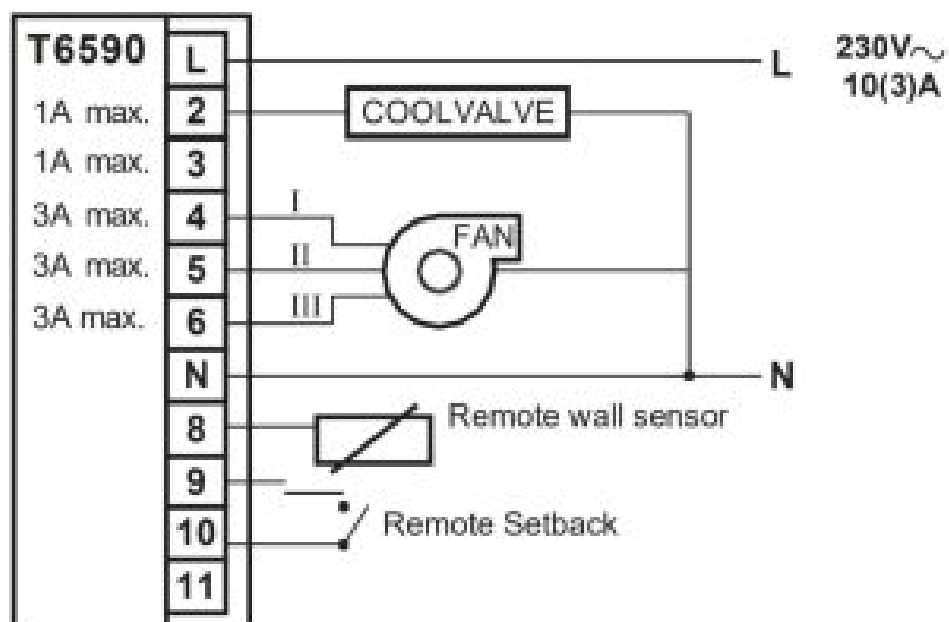 T6590
L
L
230V~
10(3)A
1A max.
2
COOLVALVE
1A max.
3
3A max.
4
I
FAN
3A max.
5
II
3A max.
6
III
N
N
8
Remote wall sensor
9
10
Remote Setback
11